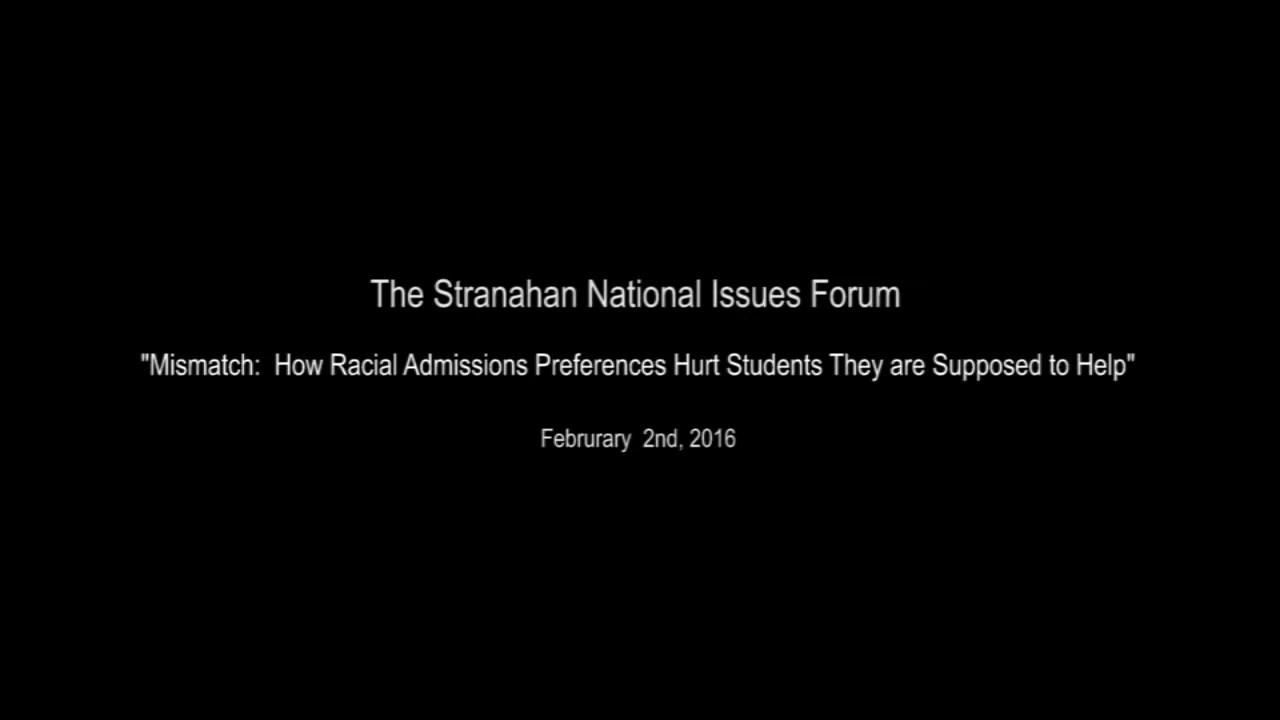 The Stranahan National Issues Forum
"Mismatch:  How Racial Admissions Preferences Hurt Students They are Supposed to Help"
Februrary  2nd, 2016